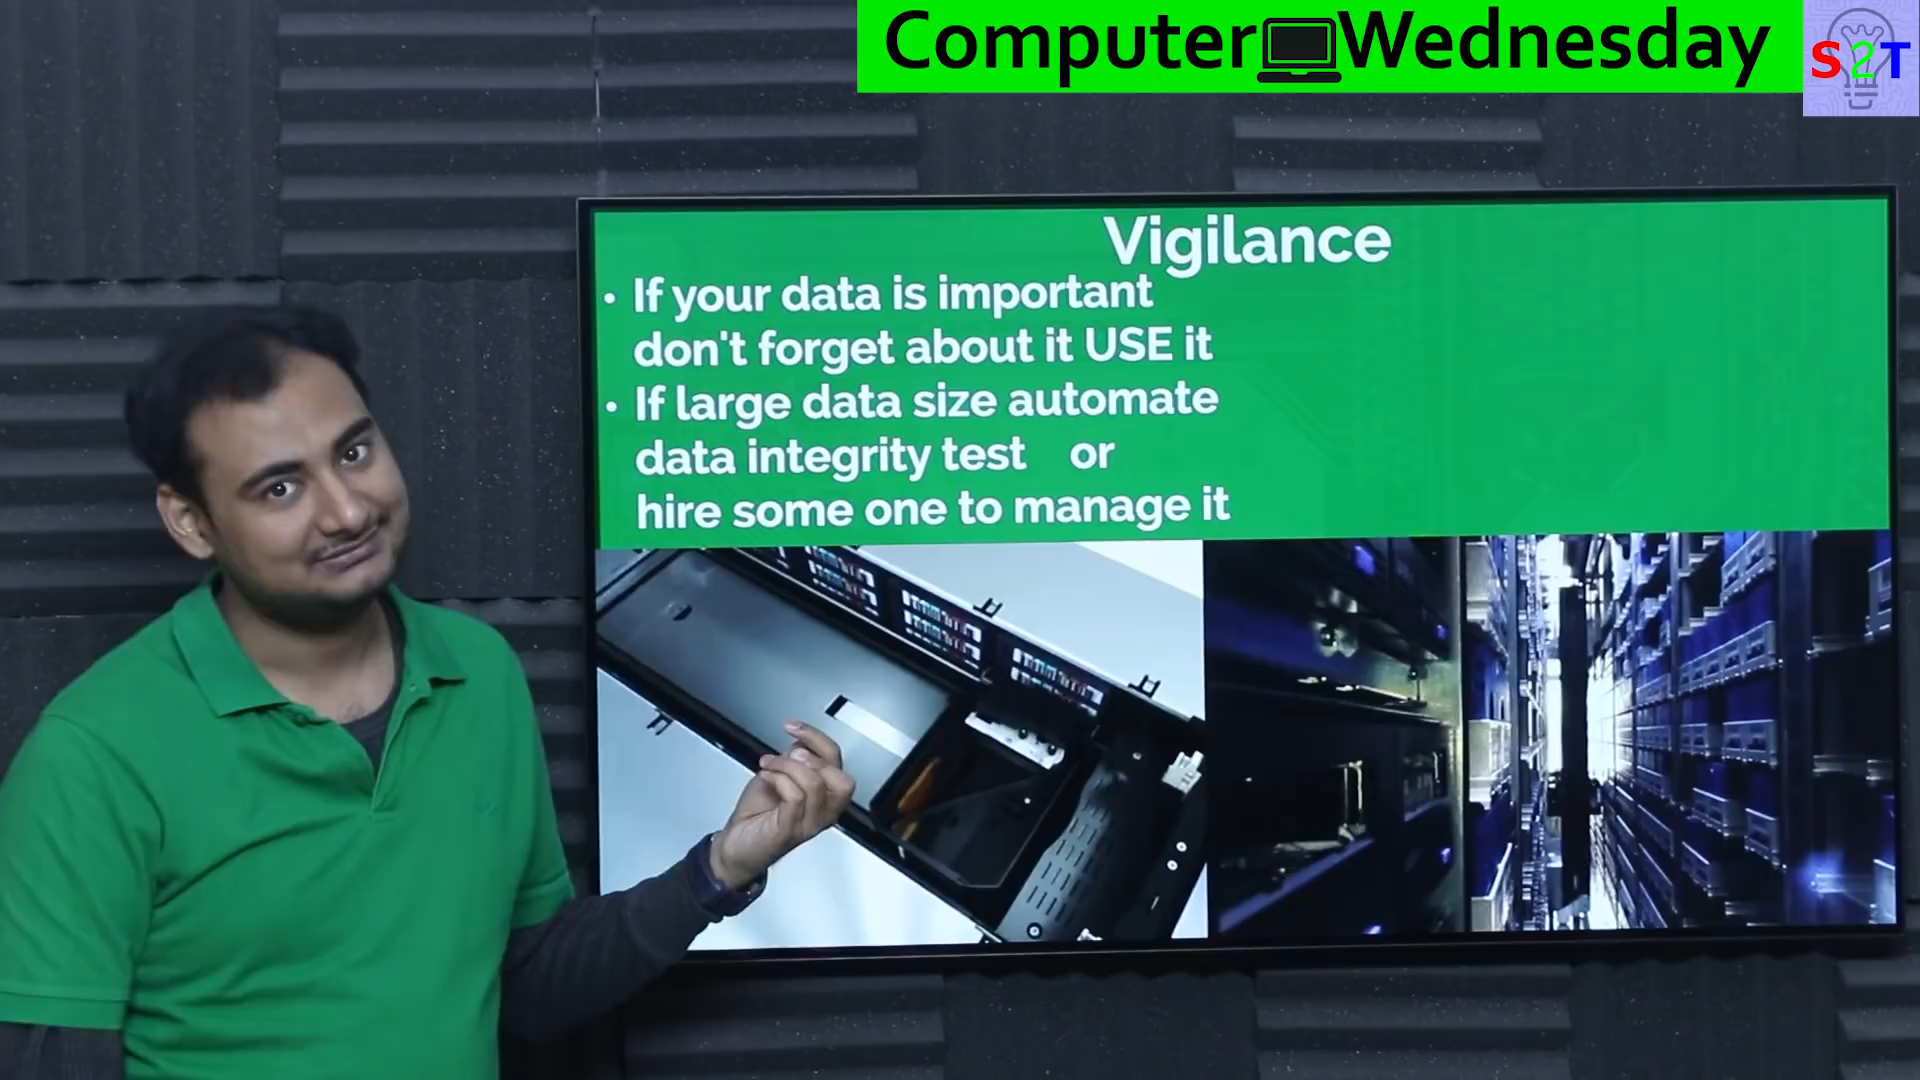 Computer Wednesday
S2T
Vigilance
• If your data is important
don't forget about it USE it
• If large data size automate
data integrity test or
hire some one to manage it